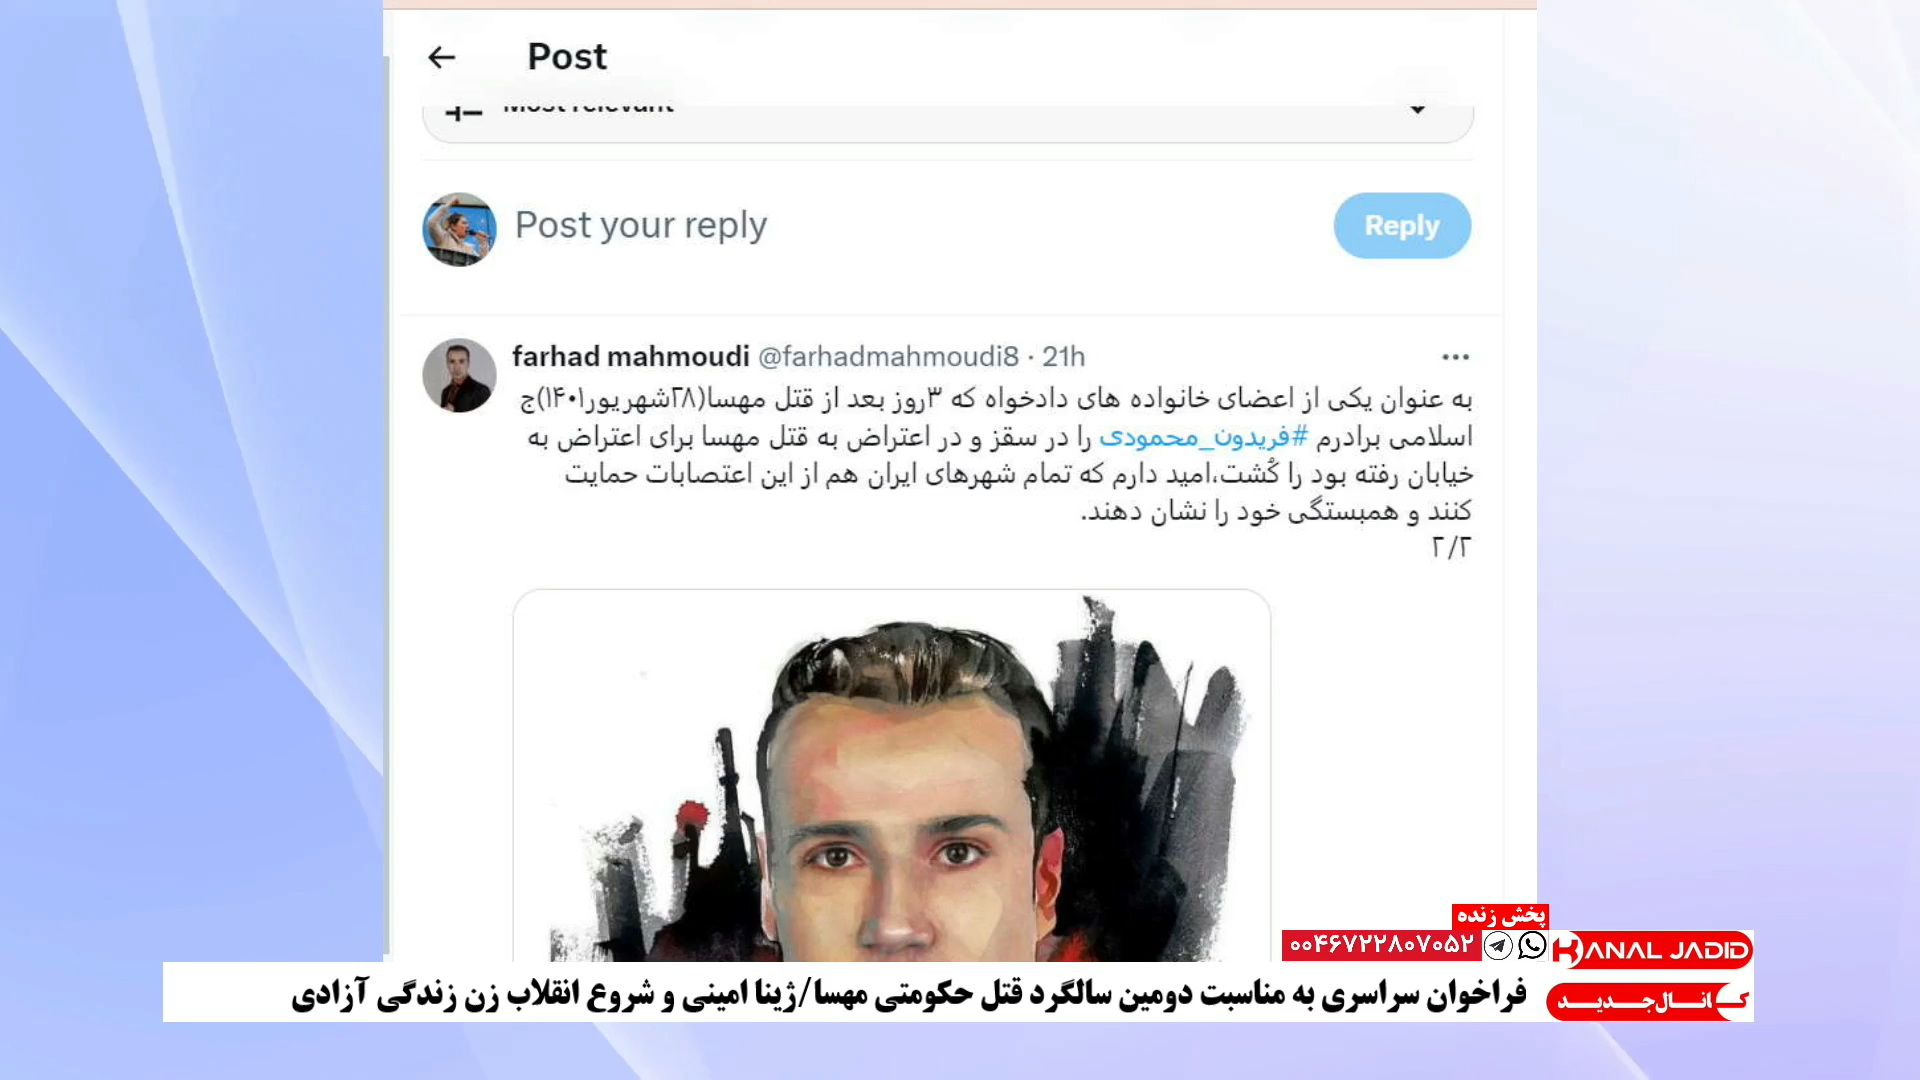 Post
Most relevant
Post your reply
Reply
farhad mahmoudi @farhadmahmoudi8 · 21h
به عنوان یکی از اعضای خانواده های دادخواه که ۳روز بعد از قتل مهسا(۲۸شهریور۱۴۰۱)ج
اسلامی برادرم #فریدون_محمودی را در سقز و در اعتراض به قتل مهسا برای اعتراض به
خیابان رفته بود را کُشت،امید دارم که تمام شهرهای ایران هم از این اعتصابات حمایت
کنند و همبستگی خود را نشان دهند.
۲/۲
پخش زنده
۰۰۴۶۷۲۲۸۰۷۰۵۲
KANAL JADID
کانال جدید
فراخوان سراسری به مناسبت دومین سالگرد قتل حکومتی مهسا/ژینا امینی و شروع انقلاب زن زندگی آزادی